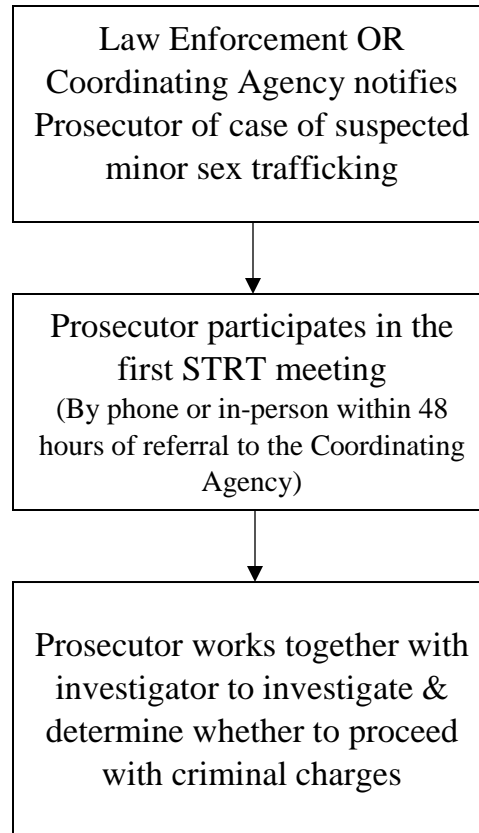 Law Enforcement OR
Coordinating Agency notifies
Prosecutor of case of suspected
minor sex trafficking
Prosecutor participates in the
first STRT meeting
(By phone or in-person within 48
hours of referral to the Coordinating
Agency)
Prosecutor works together with
investigator to investigate &
determine whether to proceed
with criminal charges